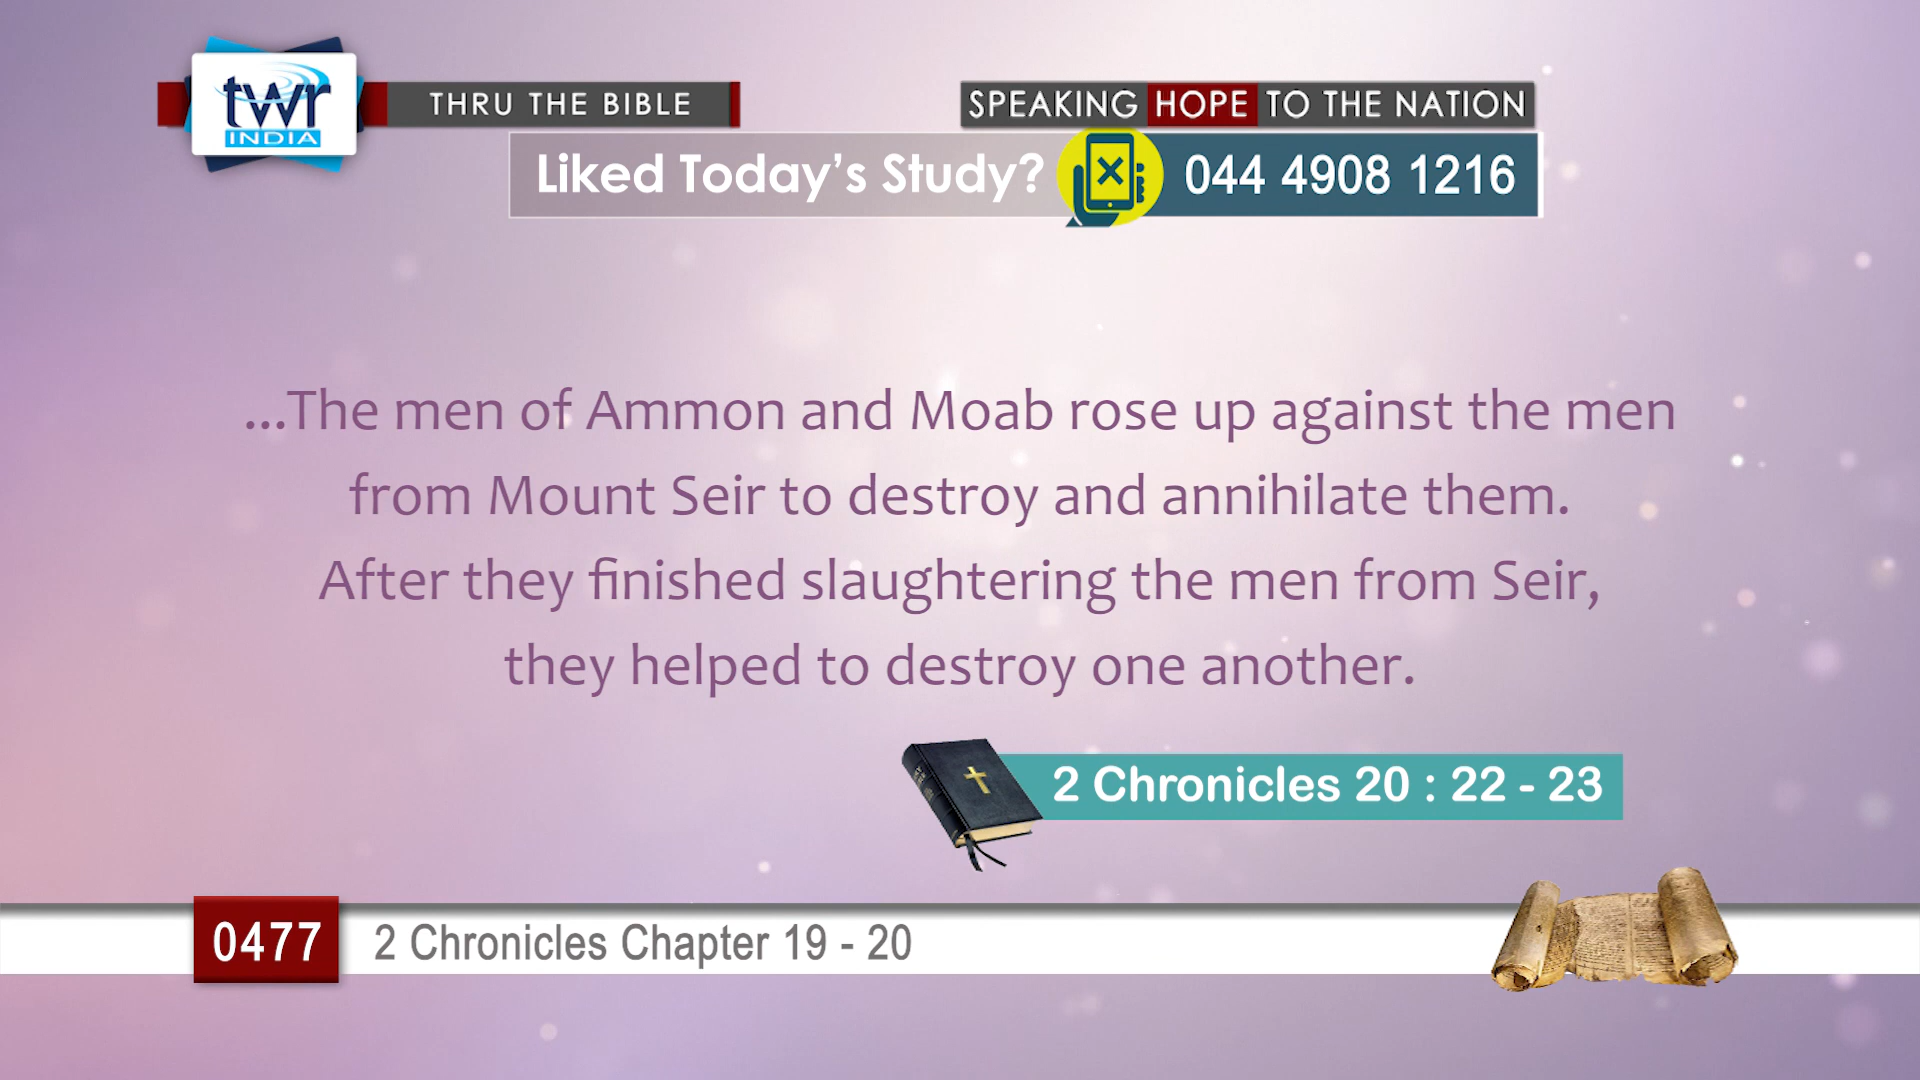 twr
INDIA
THRU THE BIBLE
SPEAKING HOPE TO THE NATION
Liked Today's Study?
044 4908 1216
...The men of Ammon and Moab rose up against the men
from Mount Seir to destroy and annihilate them.
After they finished slaughtering the men from Seir,
they helped to destroy one another.
2 Chronicles 20 : 22 - 23
0477
2 Chronicles Chapter 19 - 20